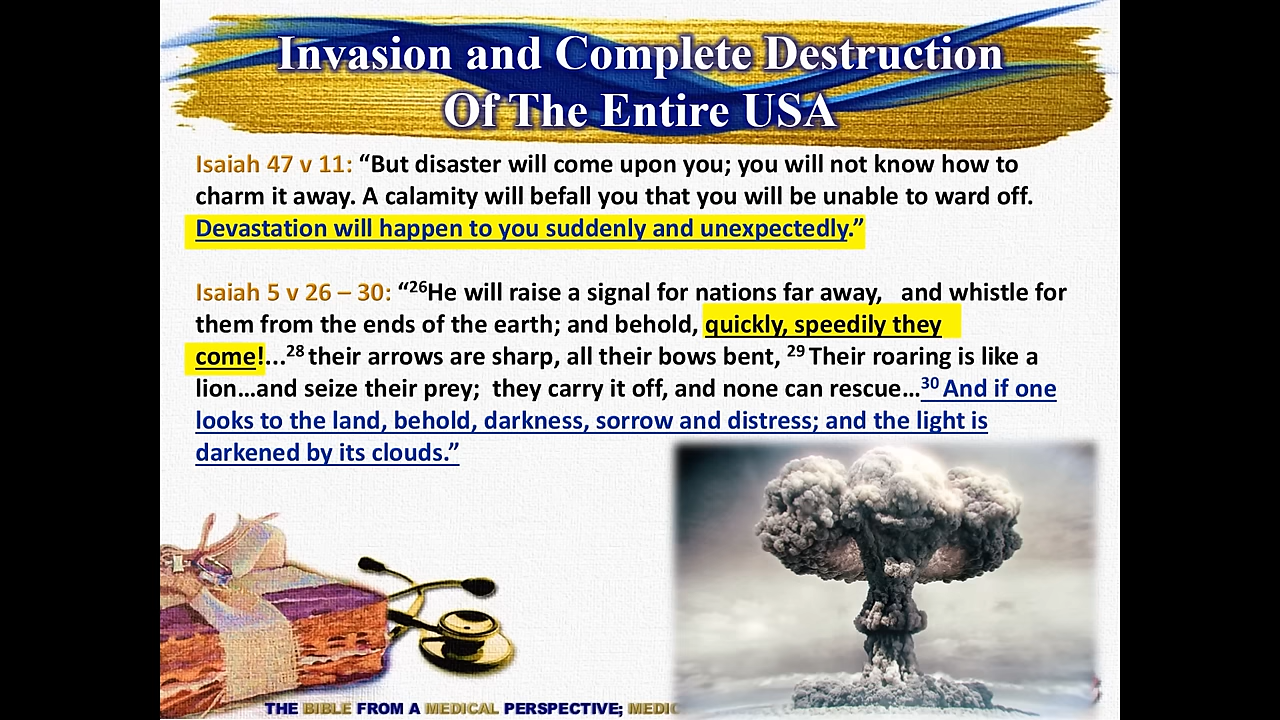 Invasion and Complete Destruction
Of The Entire USA
Isaiah 47 v 11: “But disaster will come upon you; you will not know how to
charm it away. A calamity will befall you that you will be unable to ward off.
Devastation will happen to you suddenly and unexpectedly.”
Isaiah 5 v 26 – 30: “26He will raise a signal for nations far away, and whistle for
them from the ends of the earth; and behold, quickly, speedily they
come!...28 their arrows are sharp, all their bows bent, 29 Their roaring is like a
lion…and seize their prey; they carry it off, and none can rescue…30 And if one
looks to the land, behold, darkness, sorrow and distress; and the light is
darkened by its clouds.”
THE BIBLE FROM A MEDICAL PERSPECTIVE; MEDIC